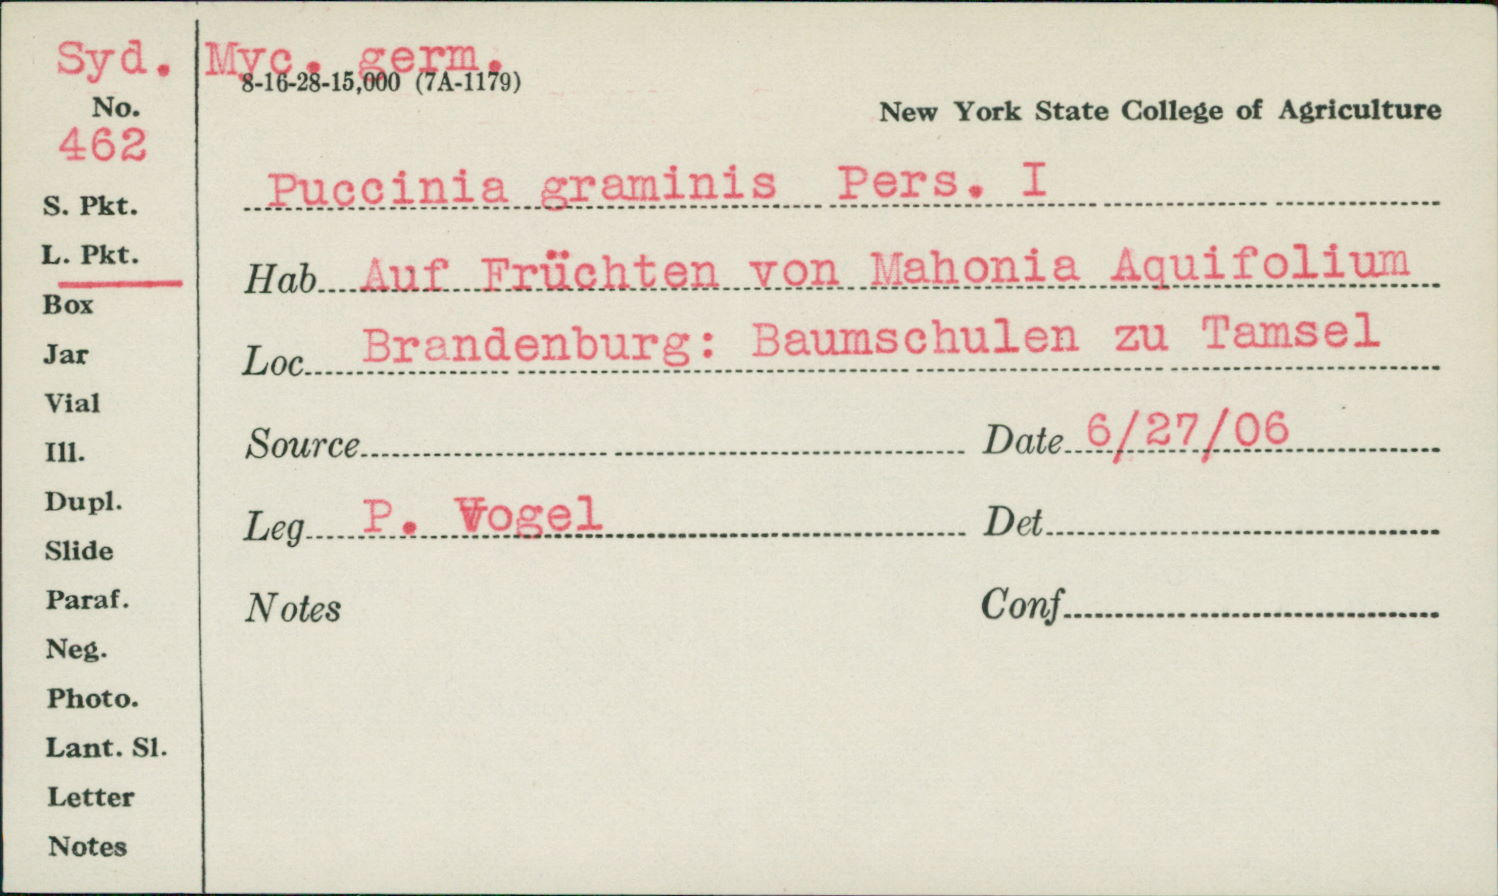 Syd. Myc. germ.
8-16-28-15,000 (7A-1179)
No.
462
New York State College of Agriculture
Puccinia graminis Pers. I
S. Pkt.
L. Pkt.
Hab. Auf Früchten von Mahonia Aquifolium
Box
Jar
Loc. Brandenburg: Baumschulen zu Tamsel
Vial
Ill.
Source
Date 6/27/06
Dupl.
Slide
Leg. P. Vogel
Det.
Paraf.
Notes
Conf.
Neg.
Photo.
Lant. Sl.
Letter
Notes